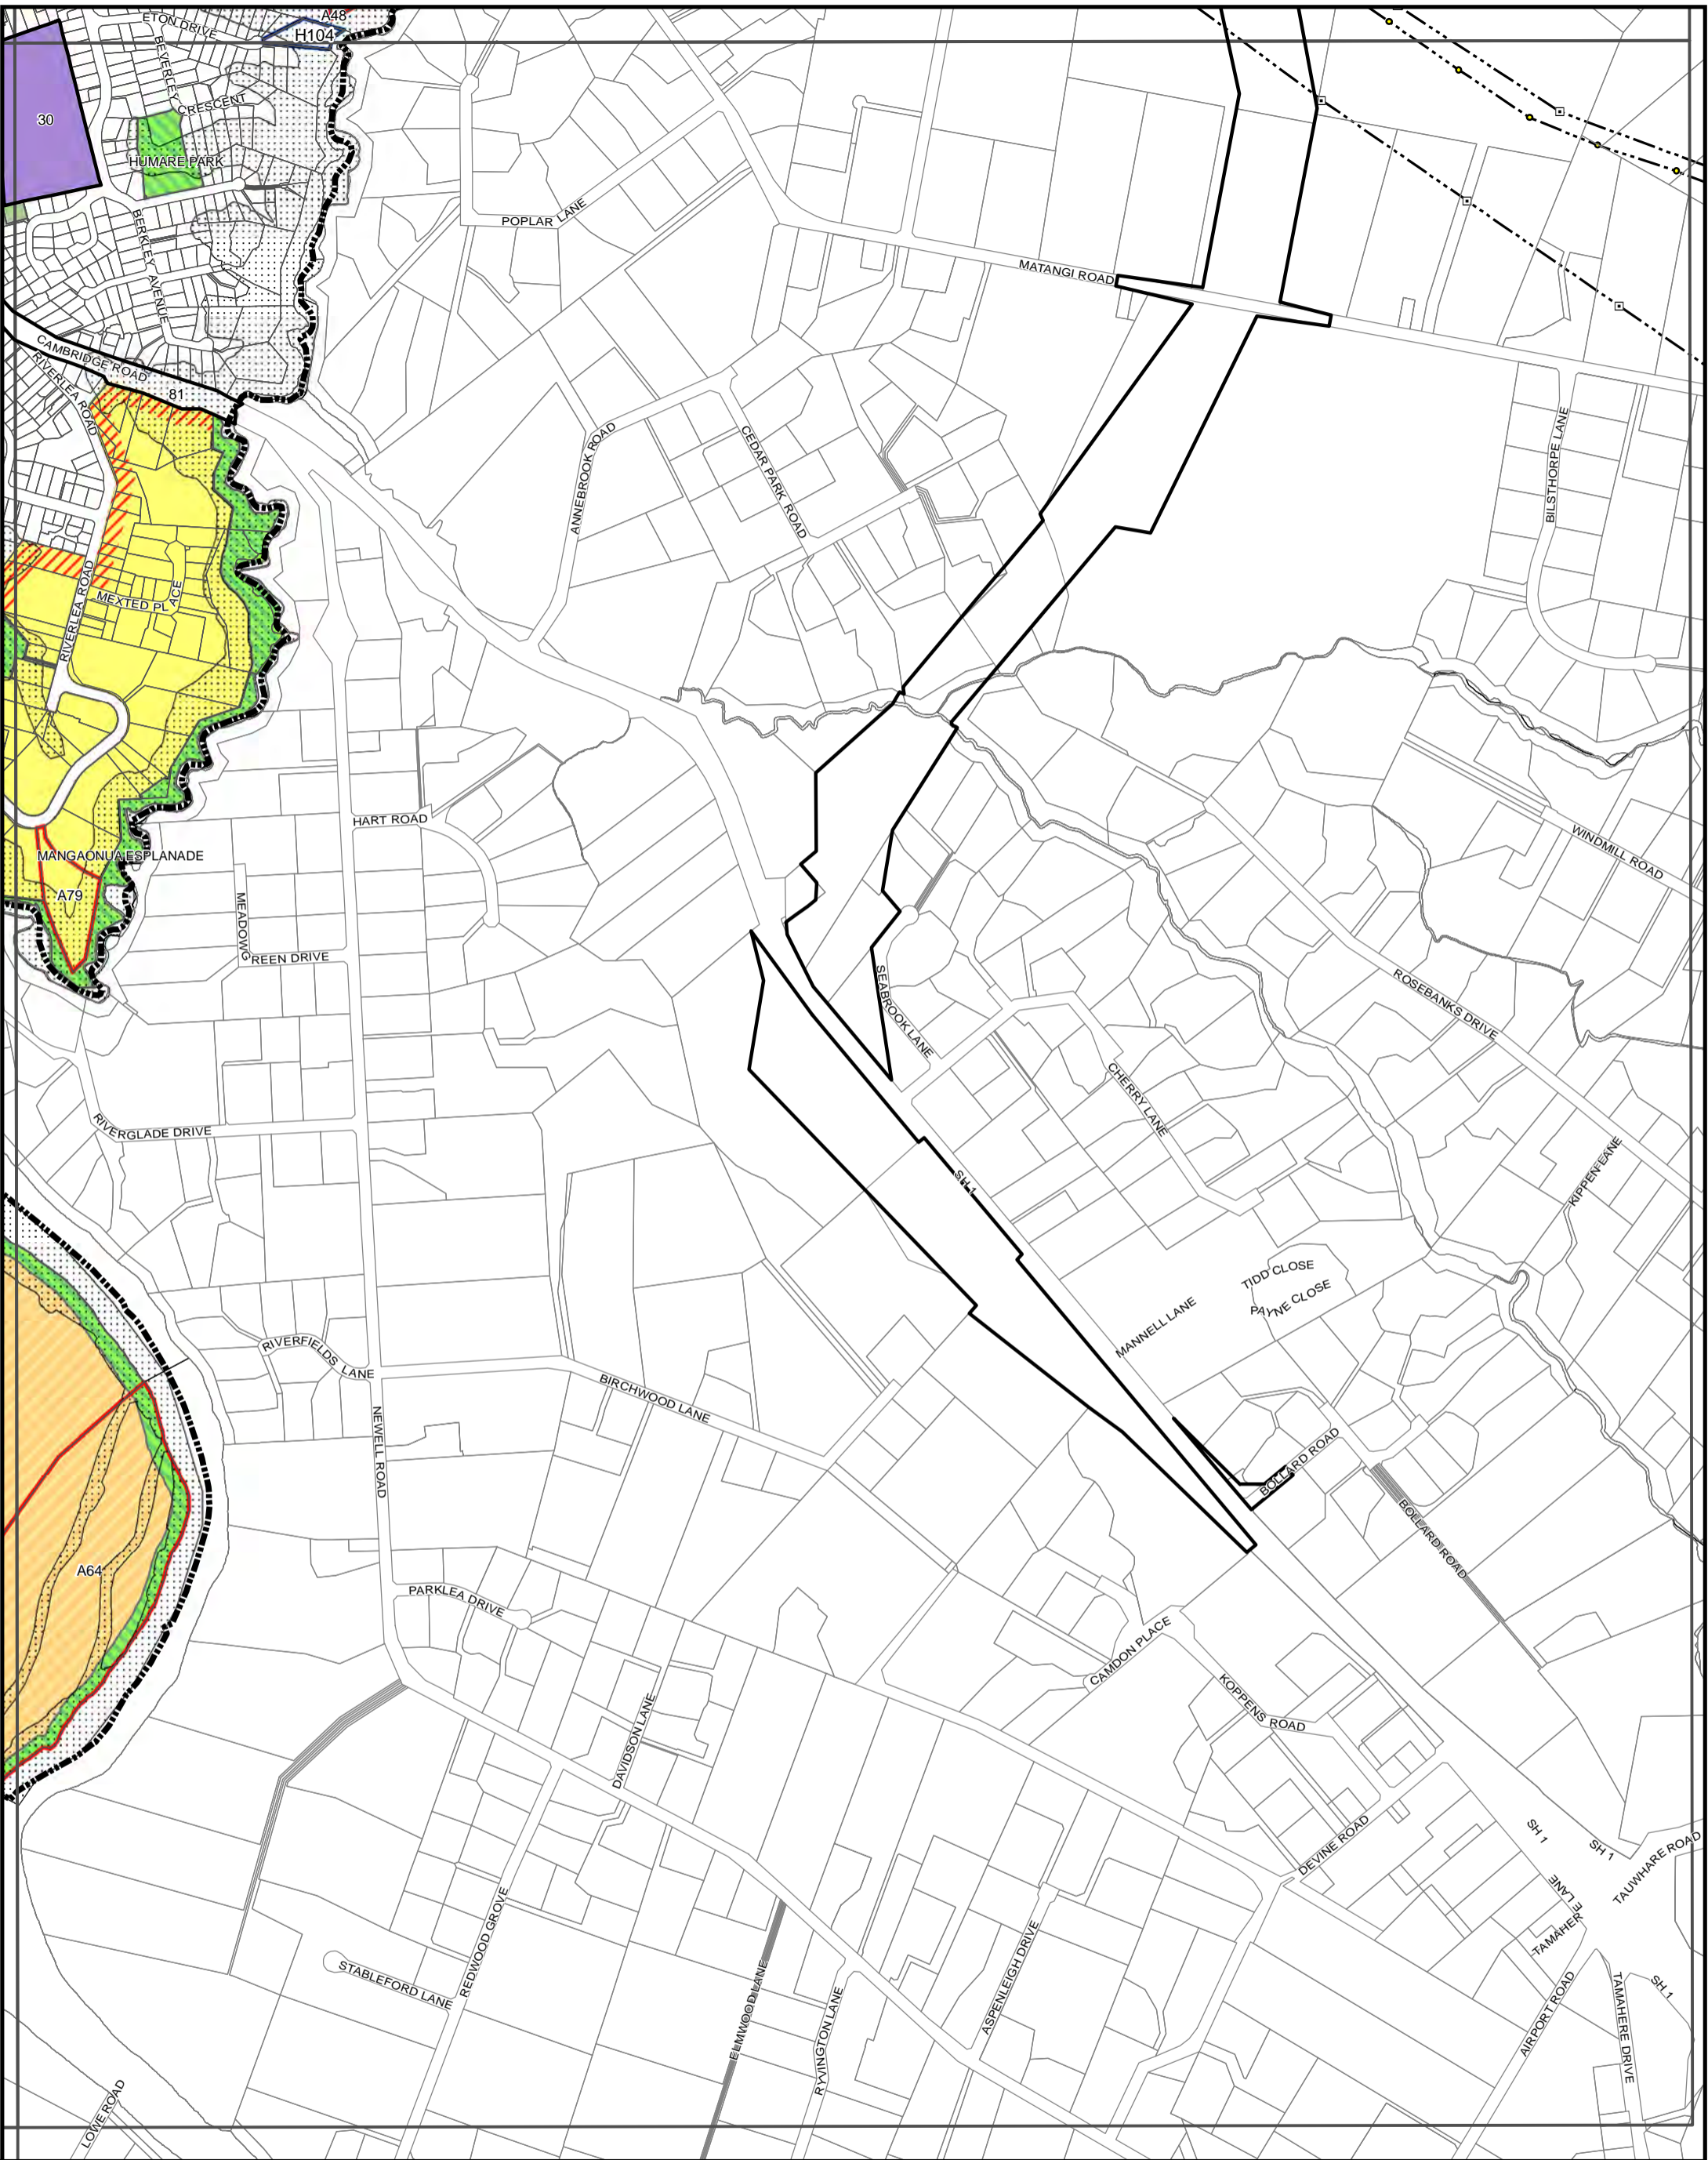 A48
ETON DRIVE
H104
BEVERLEY
CRESCENT
30
HUMARE PARK
BERKLEY AVENUE
POPLAR LANE
MATANGI ROAD
CAMBRIDGE ROAD
RIVERLEA ROAD
81
ANNEBROOK ROAD
CEDAR PARK ROAD
BILSTHORPE LANE
RIVERLEA ROAD
MEXTED PLACE
HART ROAD
WINDMILL ROAD
MANGAONUA ESPLANADE
A79
MEADOWGREEN DRIVE
SEABROOK LANE
ROSEBANKS DRIVE
CHERRY LANE
RIVERGLADE DRIVE
SH 1
KIPPEN LANE
TIDD CLOSE
PAYNE CLOSE
MANNELL LANE
RIVERFIELDS LANE
BIRCHWOOD LANE
NEWELL ROAD
BOLLARD ROAD
BOLLARD ROAD
A64
PARKLEA DRIVE
CAMDON PLACE
KOPPENS ROAD
DAVIDSON LANE
DEVINE ROAD
SH 1
SH 1
TAUWHARE ROAD
TAMAHERE LANE
REDWOOD GROVE
STABLEFORD LANE
ELMWOOD LANE
RYVINGTON LANE
ASPENLEIGH DRIVE
AIRPORT ROAD
TAMAHERE DRIVE
SH 1
LOWE ROAD